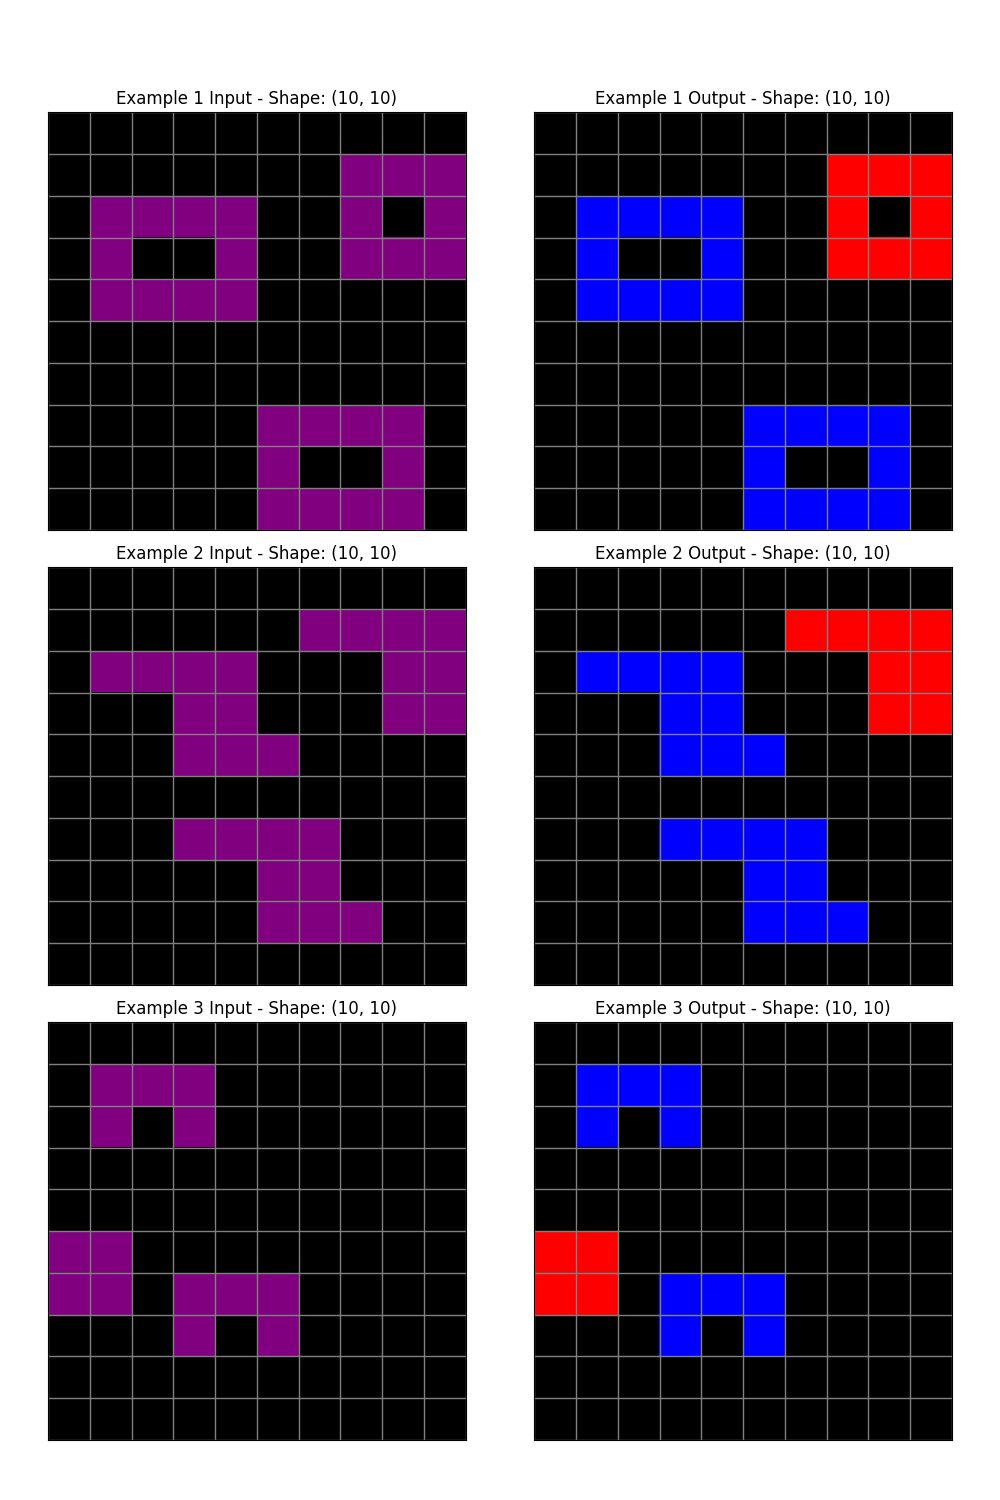 Example 1 Input - Shape: (10, 10)
Example 1 Output - Shape: (10, 10)
Example 2 Input - Shape: (10, 10)
Example 2 Output - Shape: (10, 10)
Example 3 Input - Shape: (10, 10)
Example 3 Output - Shape: (10, 10)